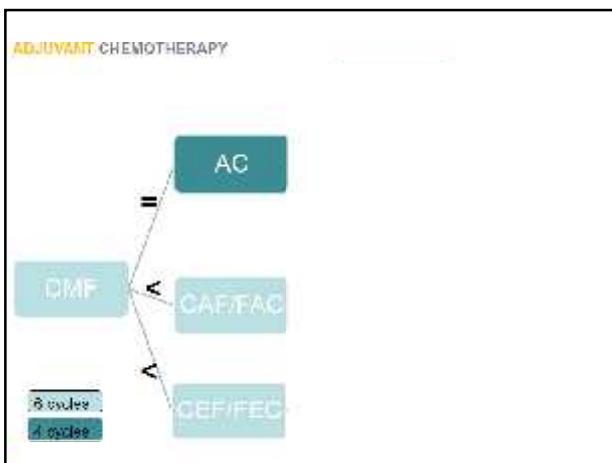 ADJUVANT CHEMOTHERAPY
AC
=
CMF
<
CAF/FAC
<
CEF/FEC
6 cycles
4 cycles